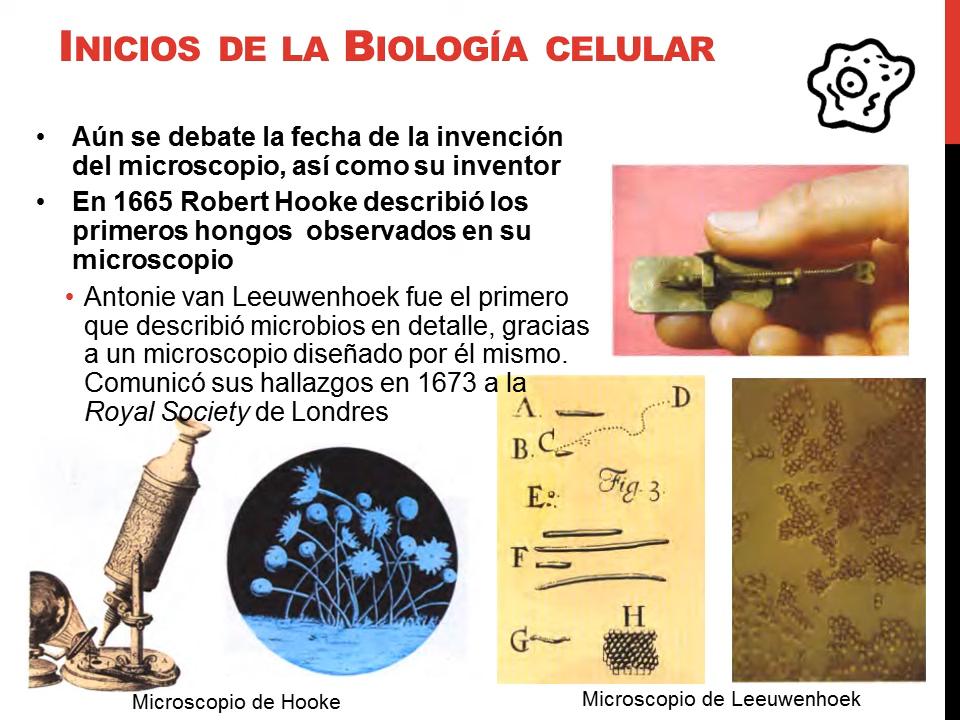 Inicios de la Biología celular
• Aún se debate la fecha de la invención
del microscopio, así como su inventor
• En 1665 Robert Hooke describió los
primeros hongos observados en su
microscopio
• Antonie van Leeuwenhoek fue el primero
que describió microbios en detalle, gracias
a un microscopio diseñado por él mismo.
Comunicó sus hallazgos en 1673 a la
Royal Society de Londres
A.
D
B.
C
E:
Fig. 3
F
G
H
Microscopio de Hooke
Microscopio de Leeuwenhoek